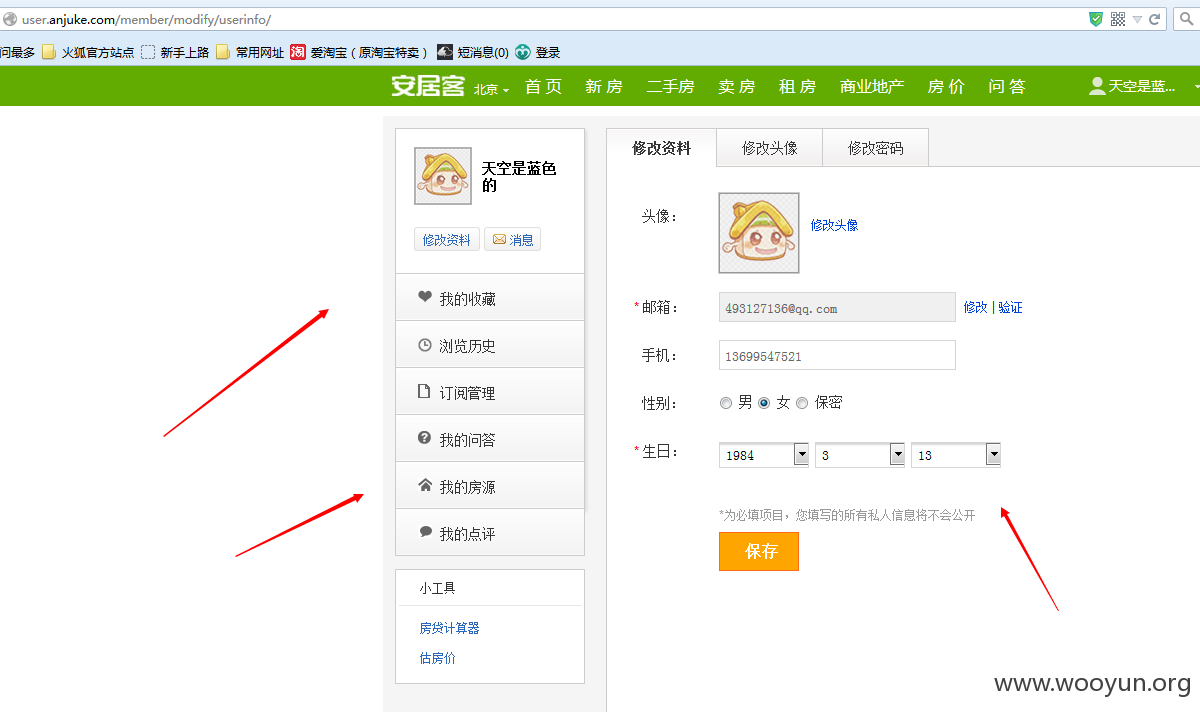 user.anjuke.com/member/modify/userinfo/
问最多 火狐官方站点 新手上路 常用网址 淘 爱淘宝（原淘宝特卖） 短消息(0) 登录
安居客 北京 首页 新房 二手房 卖房 租房 商业地产 房价 问答 天空是蓝...
天空是蓝色
的
修改资料 消息
我的收藏
浏览历史
订阅管理
我的问答
我的房源
我的点评
小工具
房贷计算器
估房价
修改资料 修改头像 修改密码
头像： 修改头像
*邮箱： 493127136@qq.com 修改 | 验证
手机： 13699547521
性别： 男 女 保密
*生日： 1984 3 13
*为必填项目，您填写的所有私人信息将不会公开
保存
www.wooyun.org